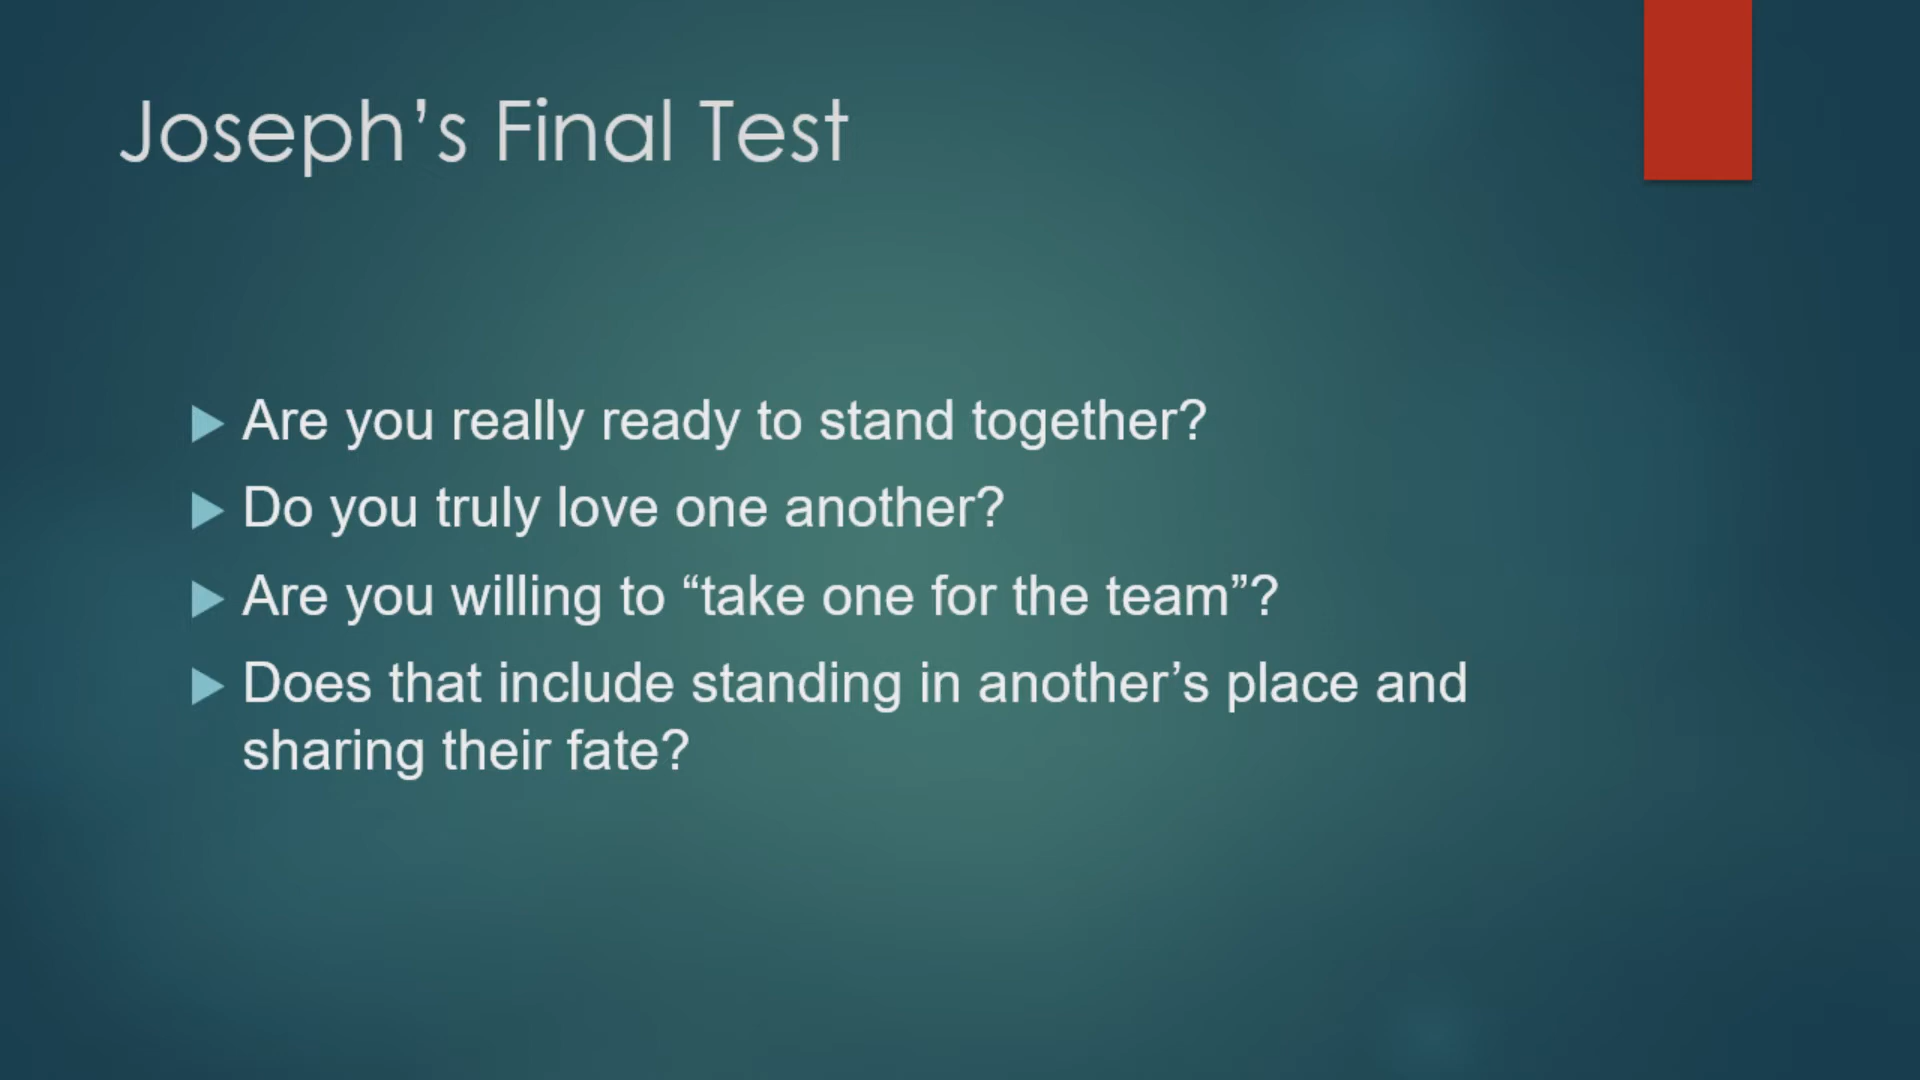 Joseph’s Final Test
Are you really ready to stand together?
Do you truly love one another?
Are you willing to “take one for the team”?
Does that include standing in another’s place and
sharing their fate?